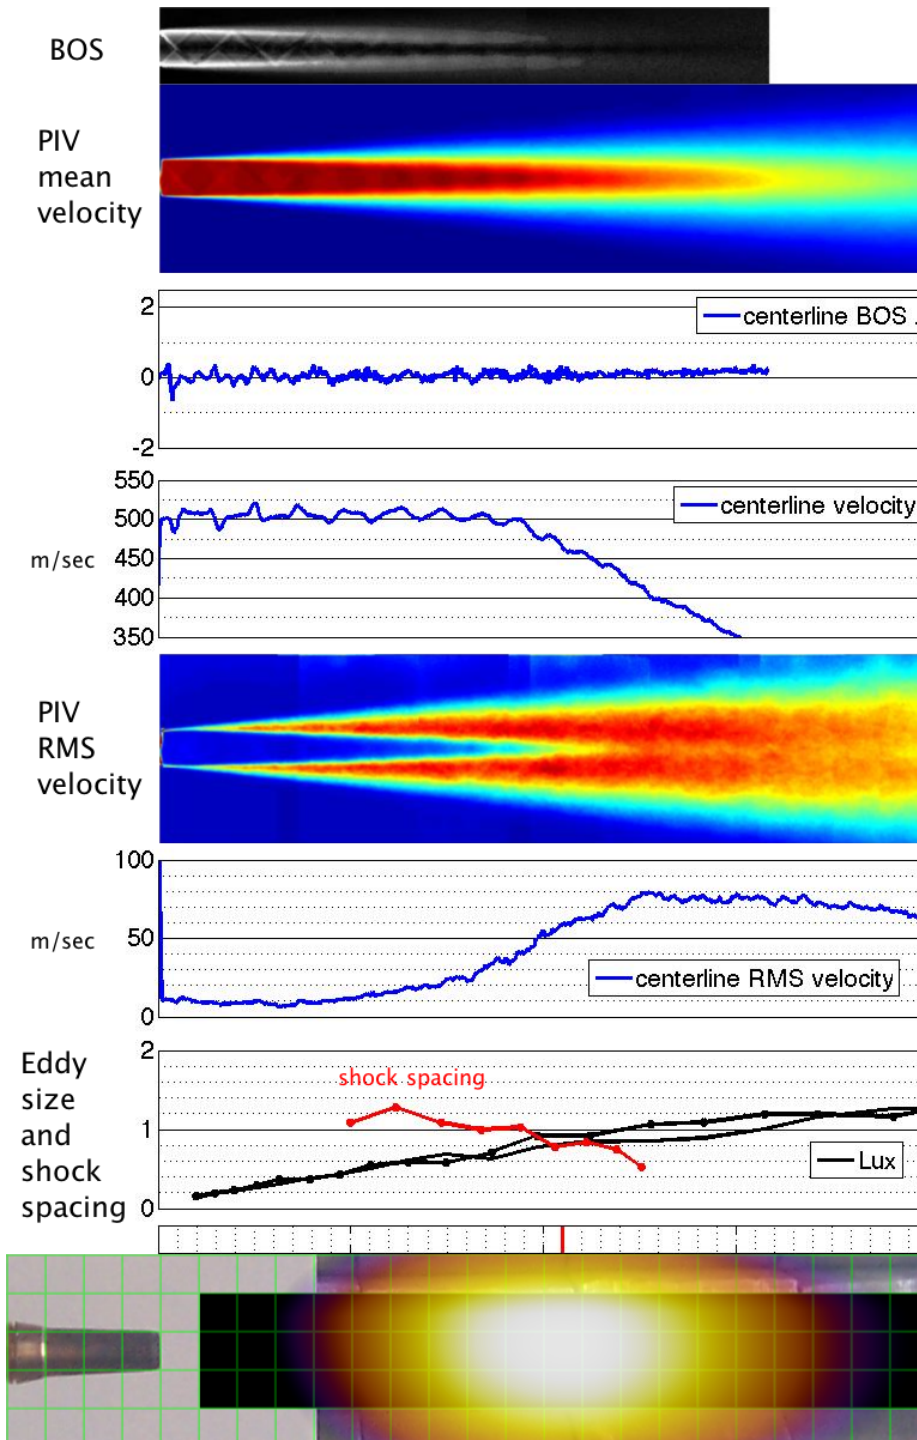 BOS
PIV
mean
velocity
2
0
-2
centerline BOS .
550
500
450
400
350
m/sec
centerline velocity
PIV
RMS
velocity
100
50
0
m/sec
centerline RMS velocity
Eddy
size
and
shock
spacing
2
1
0
shock spacing
Lux